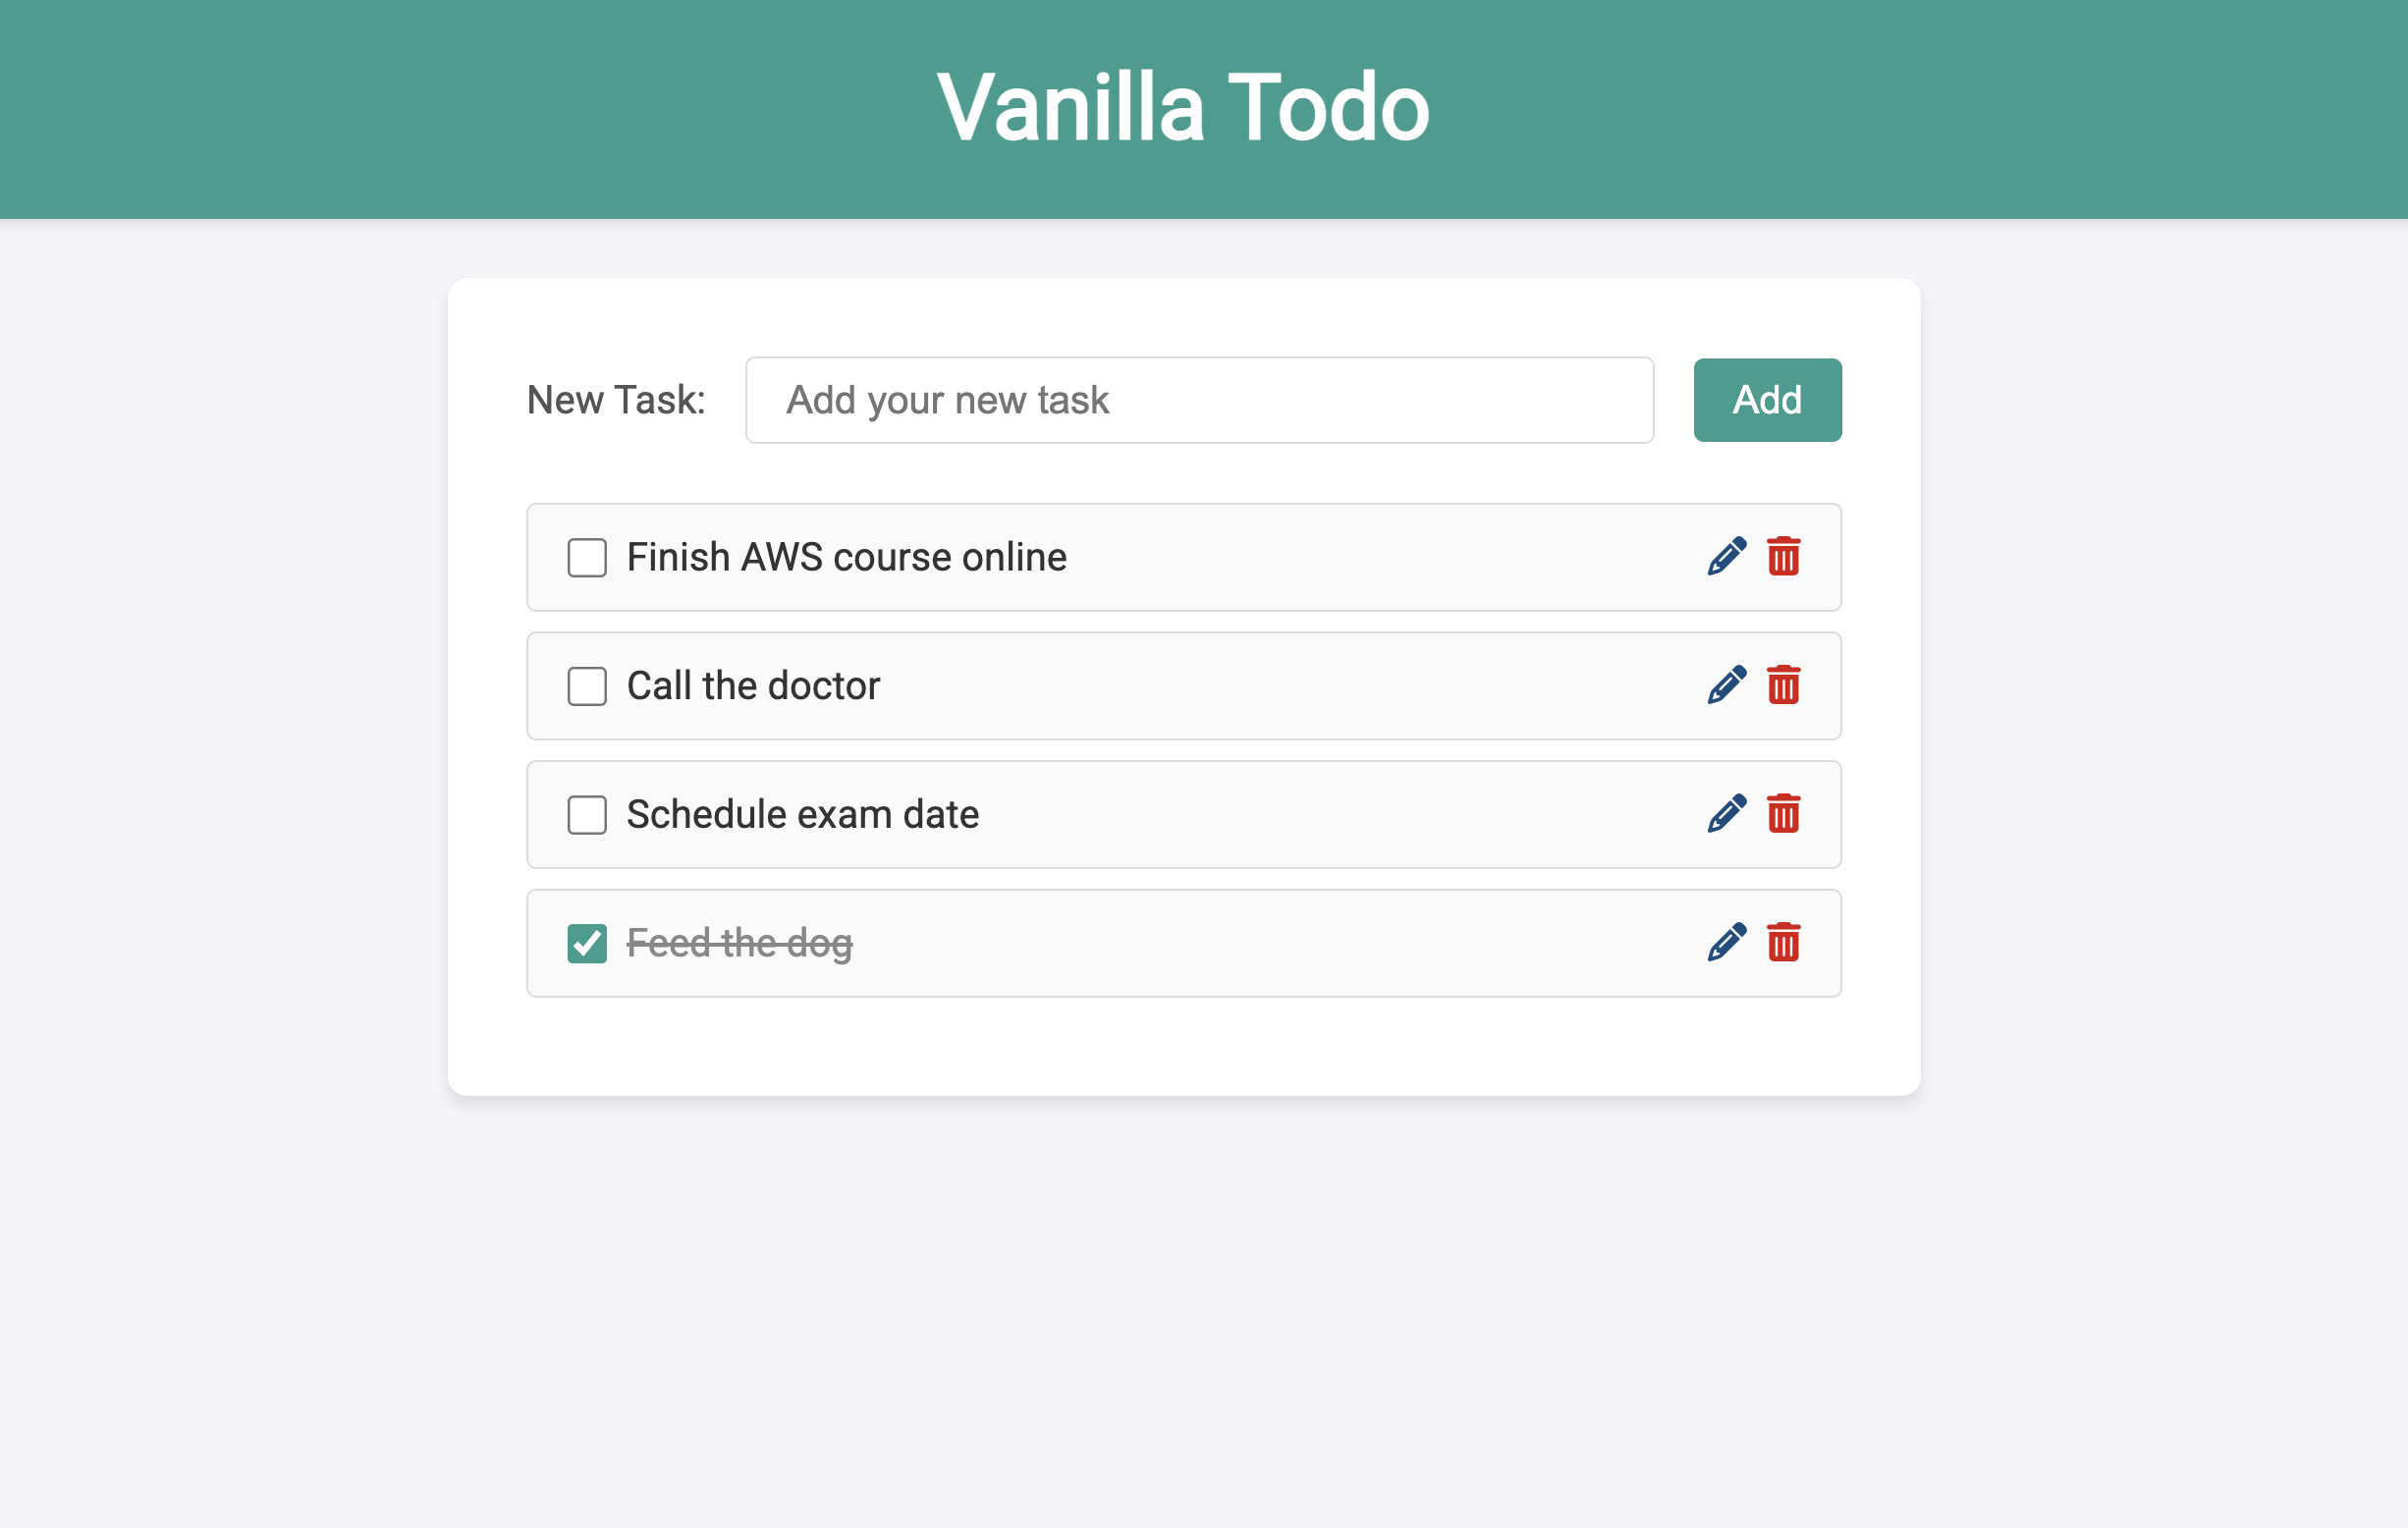 Vanilla Todo
New Task: Add your new task Add
Finish AWS course online
Call the doctor
Schedule exam date
Feed the dog